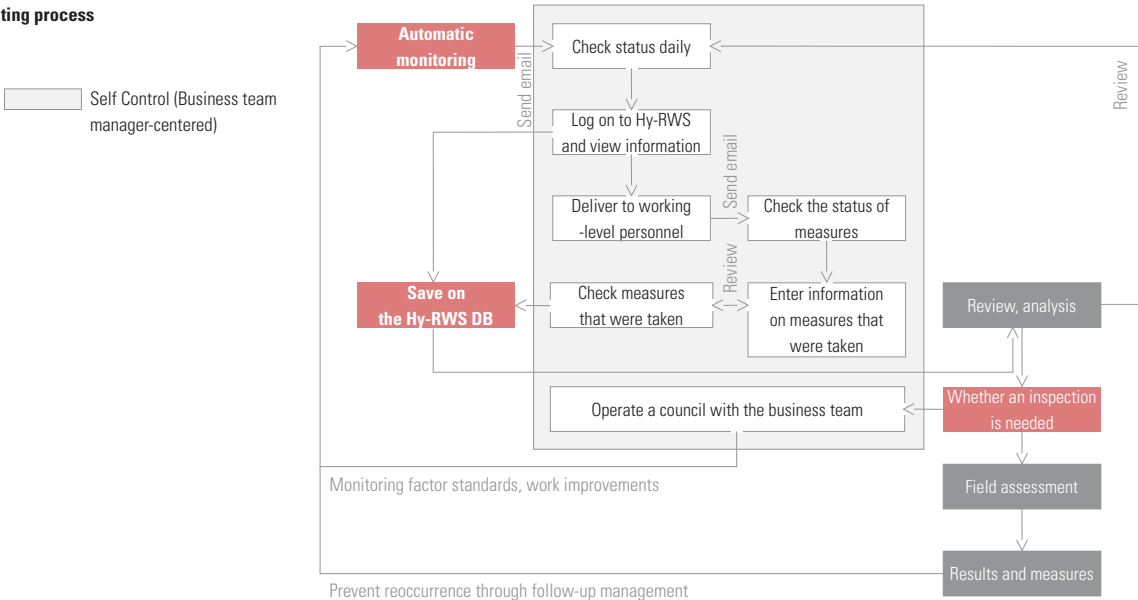 ting process
Automatic
monitoring
Check status daily
Send email
Review
Self Control (Business team
manager-centered)
Log on to Hy-RWS
and view information
Send email
Deliver to working
-level personnel
Check the status of
measures
Review
Save on
the Hy-RWS DB
Check measures
that were taken
Enter information
on measures that
were taken
Review, analysis
Operate a council with the business team
Whether an inspection
is needed
Monitoring factor standards, work improvements
Field assessment
Results and measures
Prevent reoccurrence through follow-up management